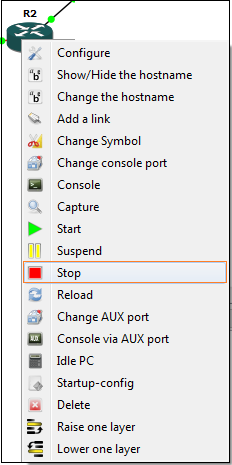 R2
Configure
Show/Hide the hostname
Change the hostname
Add a link
Change Symbol
Change console port
Console
Capture
Start
Suspend
Stop
Reload
Change AUX port
Console via AUX port
Idle PC
Startup-config
Delete
Raise one layer
Lower one layer